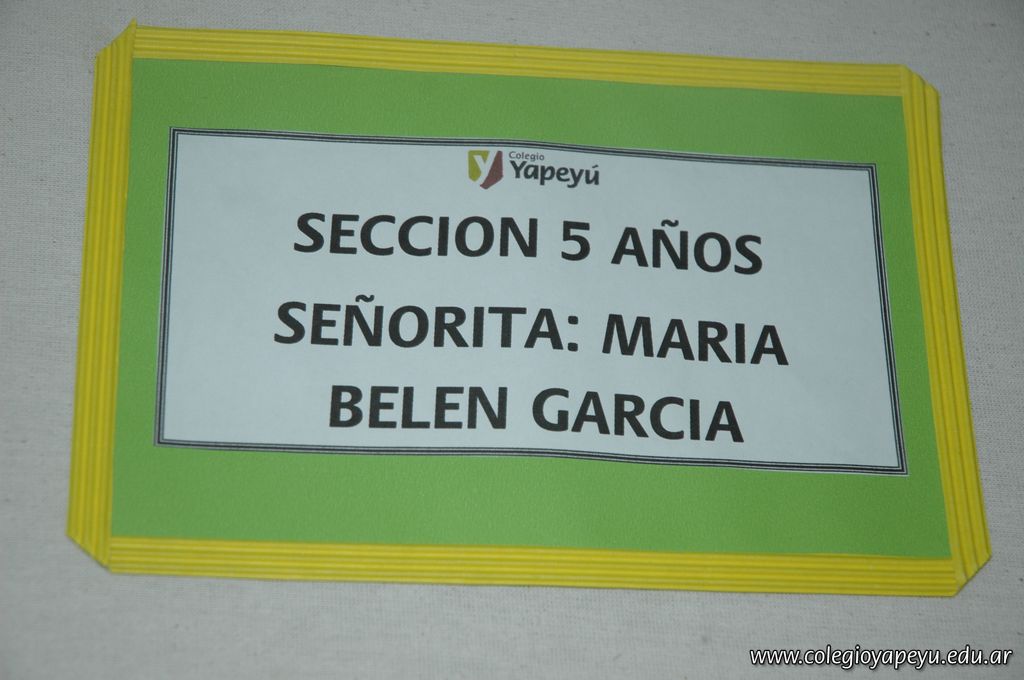 Colegio
Yapeyú
SECCION 5 AÑOS
SEÑORITA: MARIA
BELEN GARCIA
www.colegioyapeyu.edu.ar